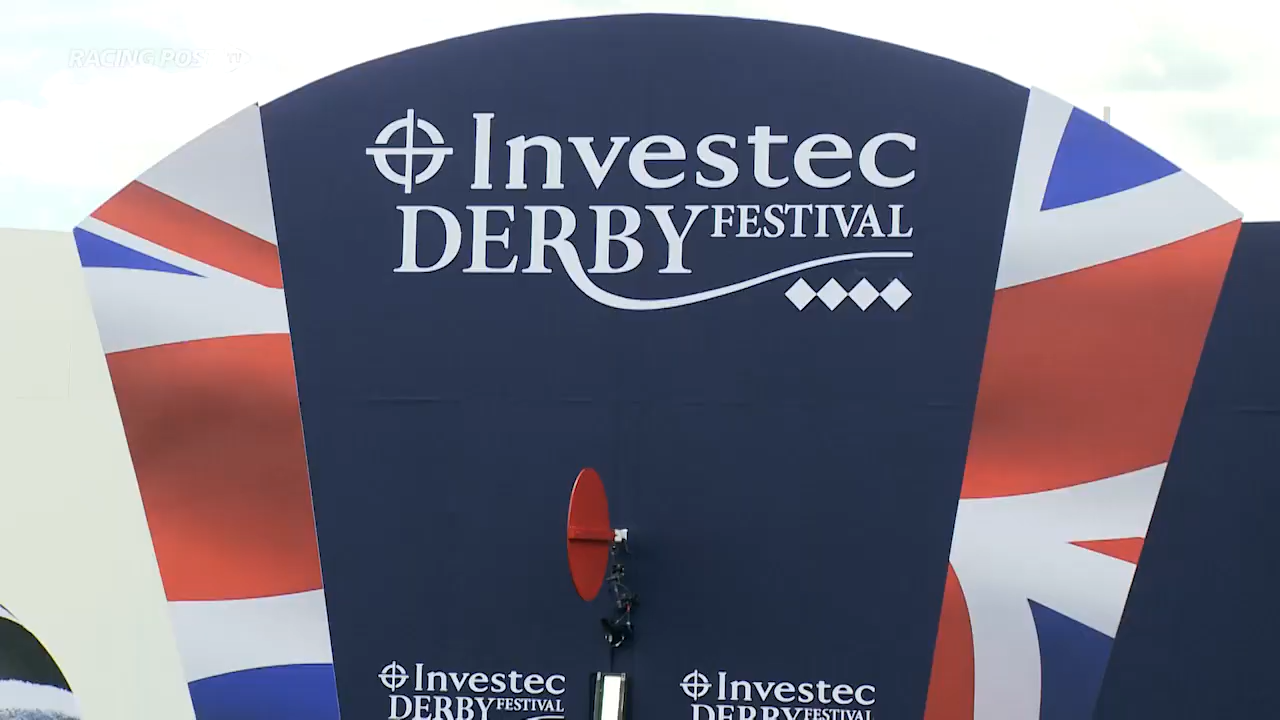 RACING POST
Investec
DERBY FESTIVAL
Investec
DERBY FESTIVAL
Investec
DERBY FESTIVAL